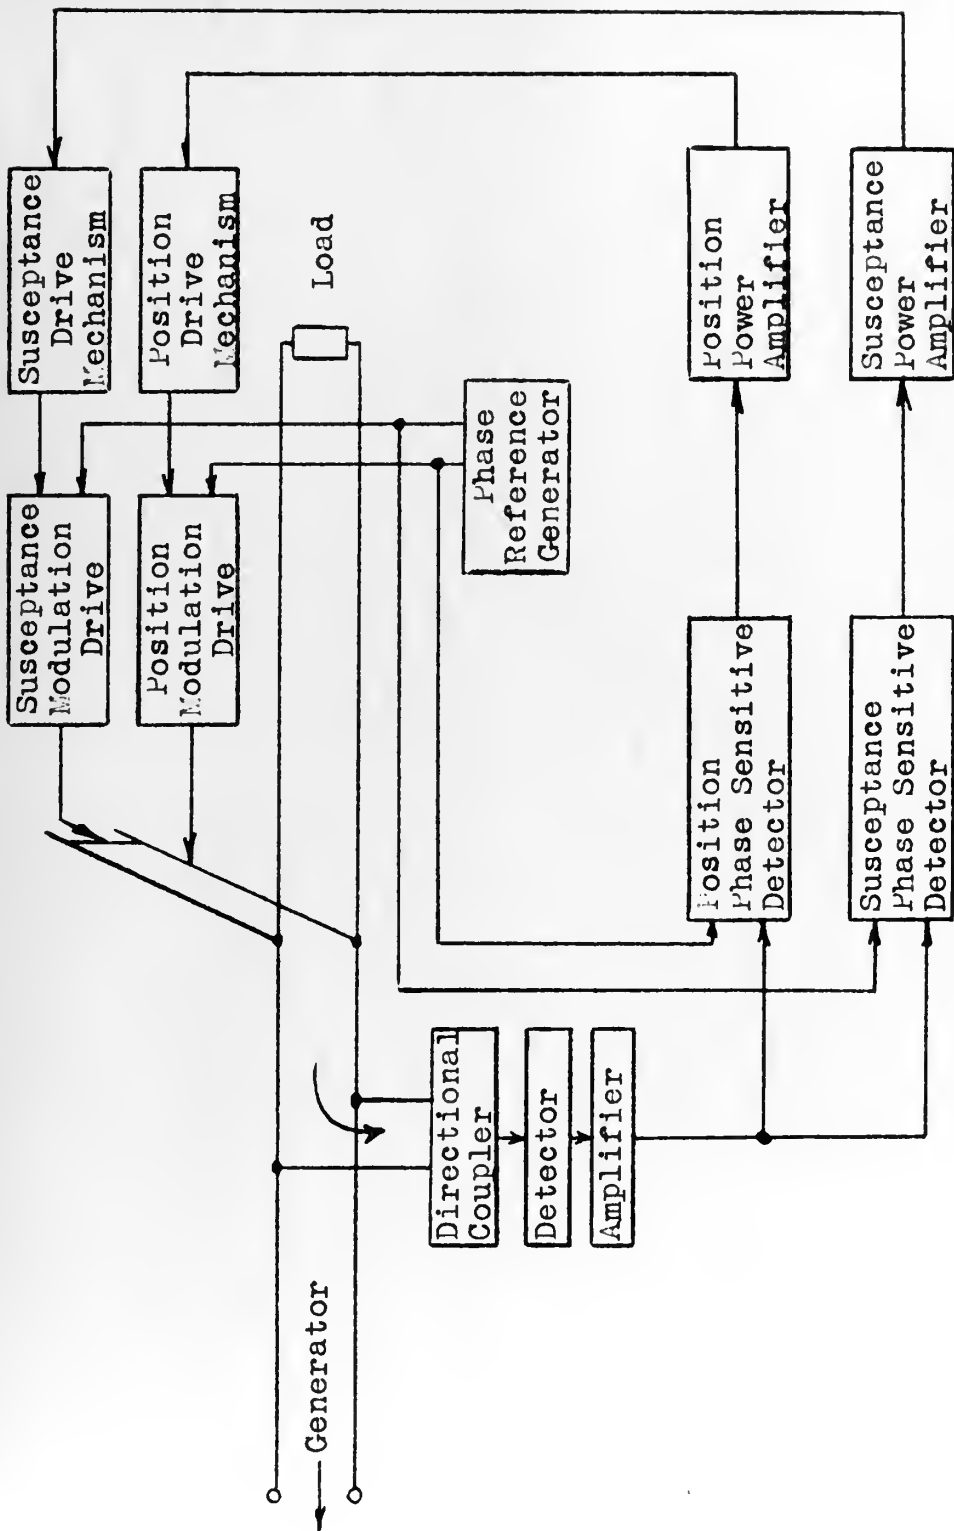 Susceptance
Drive
Mechanism
Position
Drive
Mechanism
Load
Susceptance
Modulation
Drive
Position
Modulation
Drive
Phase
Reference
Generator
Position
Power
Amplifier
Susceptance
Power
Amplifier
Position
Phase Sensitive
Detector
Susceptance
Phase Sensitive
Detector
Directional
Coupler
Detector
Amplifier
Generator